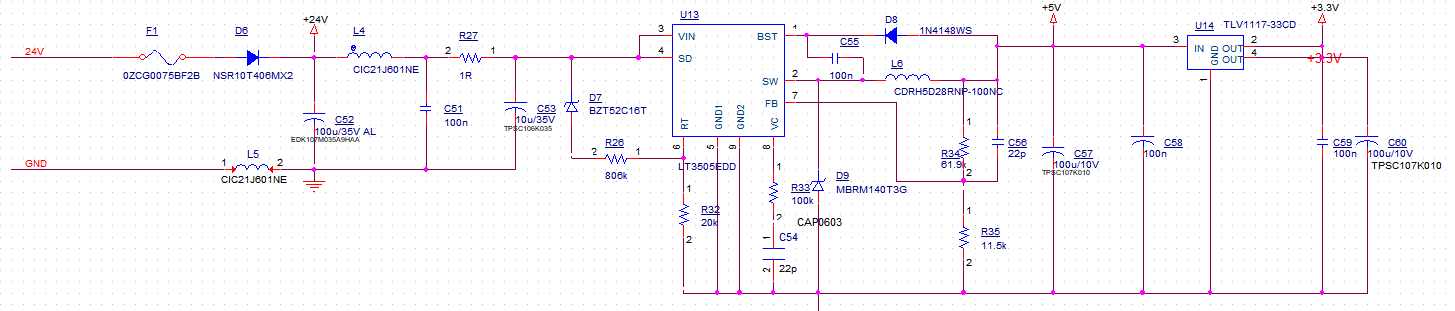 24V
F1
0ZCG0075BF2B
D6
NSR10T406MX2
+24V
L4
CIC21J601NE
2
R27
1
1R
C51
100n
C52
100u/35V AL
EDK107M035A9HAA
GND
1
L5
2
CIC21J601NE
C53
10u/35V
TPSC106K035
D7
BZT52C16T
2
R26
1
806k
U13
3
VIN
4
SD
BST
1
SW
2
FB
7
RT
GND1
GND2
VC
6
5
9
8
LT3505EDD
1
R32
20k
2
1
R33
100k
2
CAP0603
1
C54
22p
2
C55
100n
D8
1N4148WS
L6
CDRH5D28RNP-100NC
D9
MBRM140T3G
1
R34
61.9k
2
1
R35
11.5k
2
C56
22p
+5V
C57
100u/10V
TPSC107K010
C58
100n
U14
TLV1117-33CD
3
IN
GND
OUT
2
OUT
4
1
+3.3V
+3.3V
C59
100n
C60
100u/10V
TPSC107K010